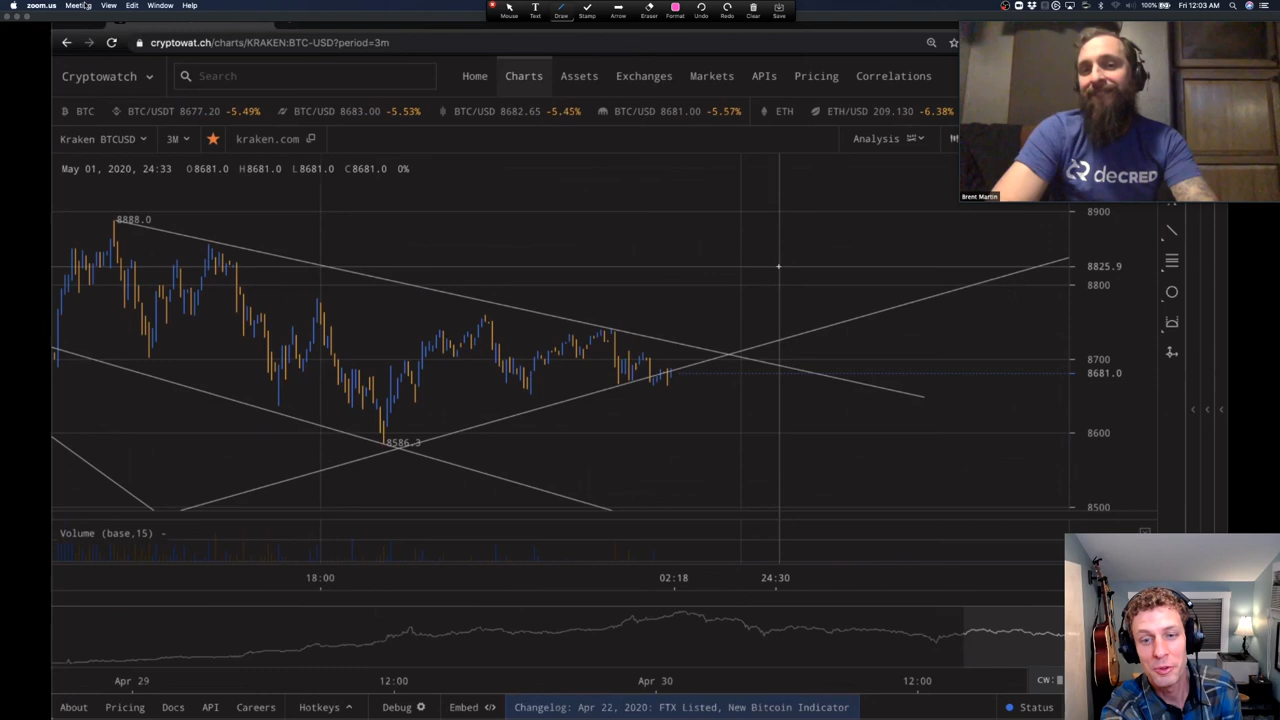 zoom.us Meeting View Edit Window Help
100% Fri 12:03 AM
Mouse Text Draw Stamp Arrow Eraser Format Undo Redo Clear Save
cryptowat.ch/charts/KRAKEN:BTC-USD?period=3m
Cryptowatch Search Home Charts Assets Exchanges Markets APIs Pricing Correlations
BTC BTC/USDT 8677.20 -5.49% BTC/USD 8683.00 -5.53% BTC/USD 8682.65 -5.45% BTC/USD 8681.00 -5.57% ETH ETH/USD 209.130 -6.38%
Kraken BTCUSD 3M kraken.com Analysis
May 01, 2020, 24:33 O8681.0 H8681.0 L8681.0 C8681.0 0%
decred
Brent Martin
8888.0
8900
8825.9
8800
8700
8681.0
8600
8586.3
8500
Volume (base,15) -
18:00 02:18 24:30
Apr 29 12:00 Apr 30 12:00 CW:
About Pricing Docs API Careers Hotkeys Debug Embed Changelog: Apr 22, 2020: FTX Listed, New Bitcoin Indicator Status